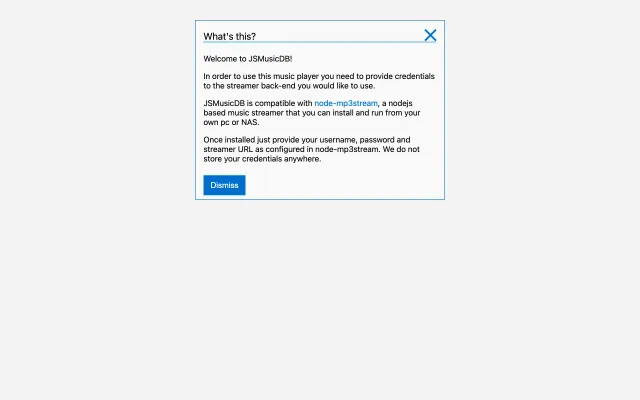 What's this?
Welcome to JSMusicDB!
In order to use this music player you need to provide credentials
to the streamer back-end you would like to use.
JSMusicDB is compatible with node-mp3stream, a nodejs
based music streamer that you can install and run from your
own pc or NAS.
Once installed just provide your username, password and
streamer URL as configured in node-mp3stream. We do not
store your credentials anywhere.
Dismiss